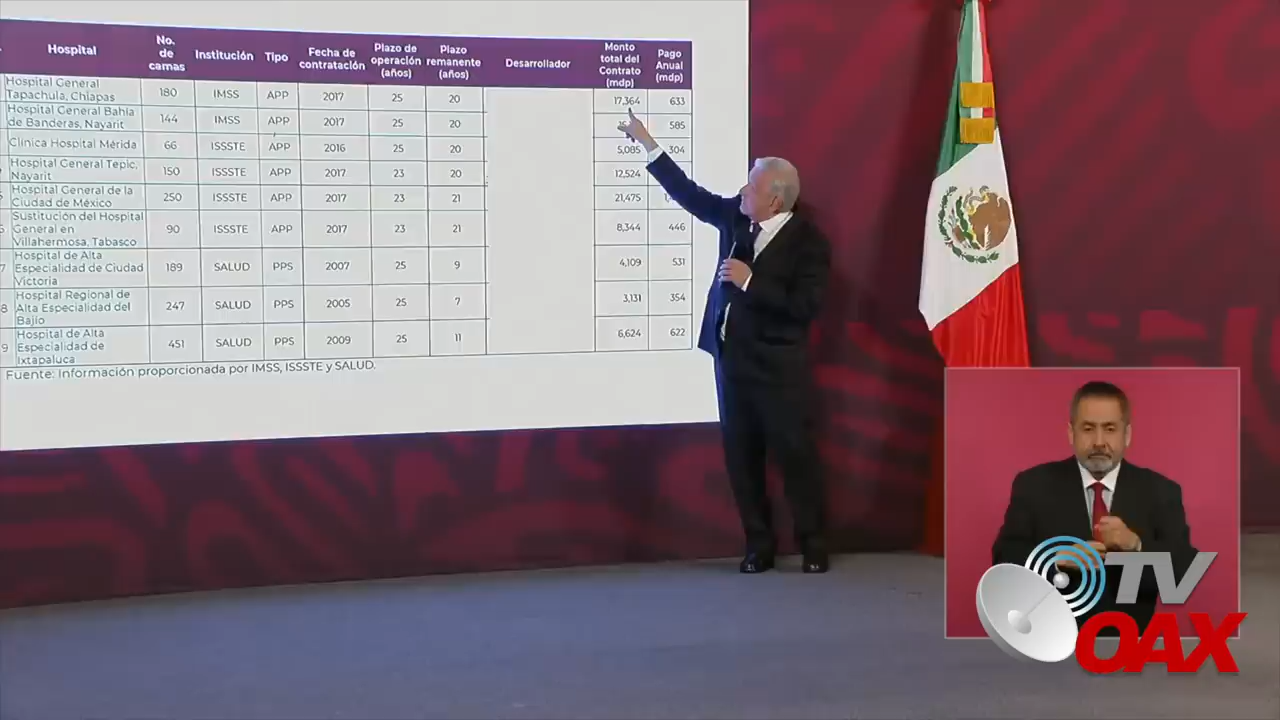 Hospital
No.
de
camas
Institución
Tipo
Fecha de
contratación
Plazo de
operación
(años)
Plazo
remanente
(años)
Desarrollador
Monto
total del
Contrato
(mdp)
Pago
Anual
(mdp)
Hospital General
Tapachula, Chiapas
180 IMSS APP 2017 25 20 17,364 633
Hospital General Bahía
de Banderas, Nayarit
144 IMSS APP 2017 25 20 585
Clínica Hospital Mérida
66 ISSSTE APP 2016 25 20 5,085 304
Hospital General Tepic,
Nayarit
150 ISSSTE APP 2017 23 20 12,524
Hospital General de la
Ciudad de México
250 ISSSTE APP 2017 23 21 21,475
Sustitución del Hospital
General en
Villahermosa, Tabasco
90 ISSSTE APP 2017 23 21 8,344 446
7 Hospital de Alta
Especialidad de Ciudad
Victoria
189 SALUD PPS 2007 25 9 4,109 531
8 Hospital Regional de
Alta Especialidad del
Bajío
247 SALUD PPS 2005 25 7 3,131 354
9 Hospital de Alta
Especialidad de
Ixtapaluca
451 SALUD PPS 2009 25 11 6,624 622
Fuente: Información proporcionada por IMSS, ISSSTE y SALUD.
TV
OAX